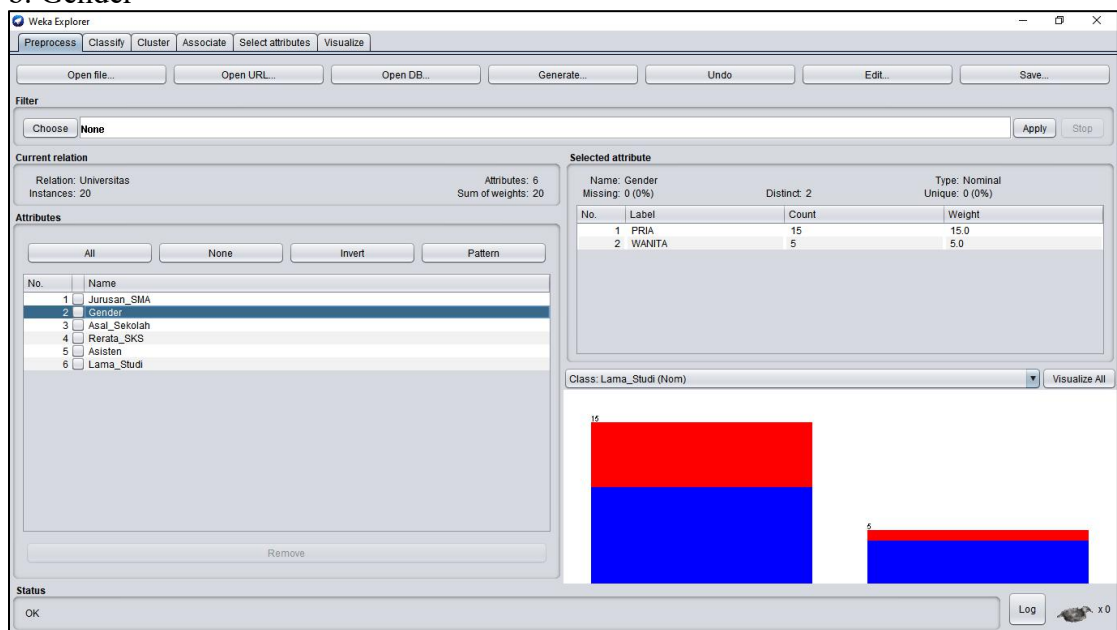 b. Gender
Weka Explorer
Preprocess Classify Cluster Associate Select attributes Visualize
Open file... Open URL... Open DB... Generate... Undo Edit... Save...
Filter
Choose None Apply Stop
Current relation
Relation: Universitas Attributes: 6
Instances: 20 Sum of weights: 20
Attributes
All None Invert Pattern
No. Name
1 Jurusan_SMA
2 Gender
3 Asal_Sekolah
4 Rerata_SKS
5 Asisten
6 Lama_Studi
Remove
Selected attribute
Name: Gender Type: Nominal
Missing: 0 (0%) Distinct: 2 Unique: 0 (0%)
No. Label Count Weight
1 PRIA 15 15.0
2 WANITA 5 5.0
Class: Lama_Studi (Nom) Visualize All
15
5
Status
OK Log x 0